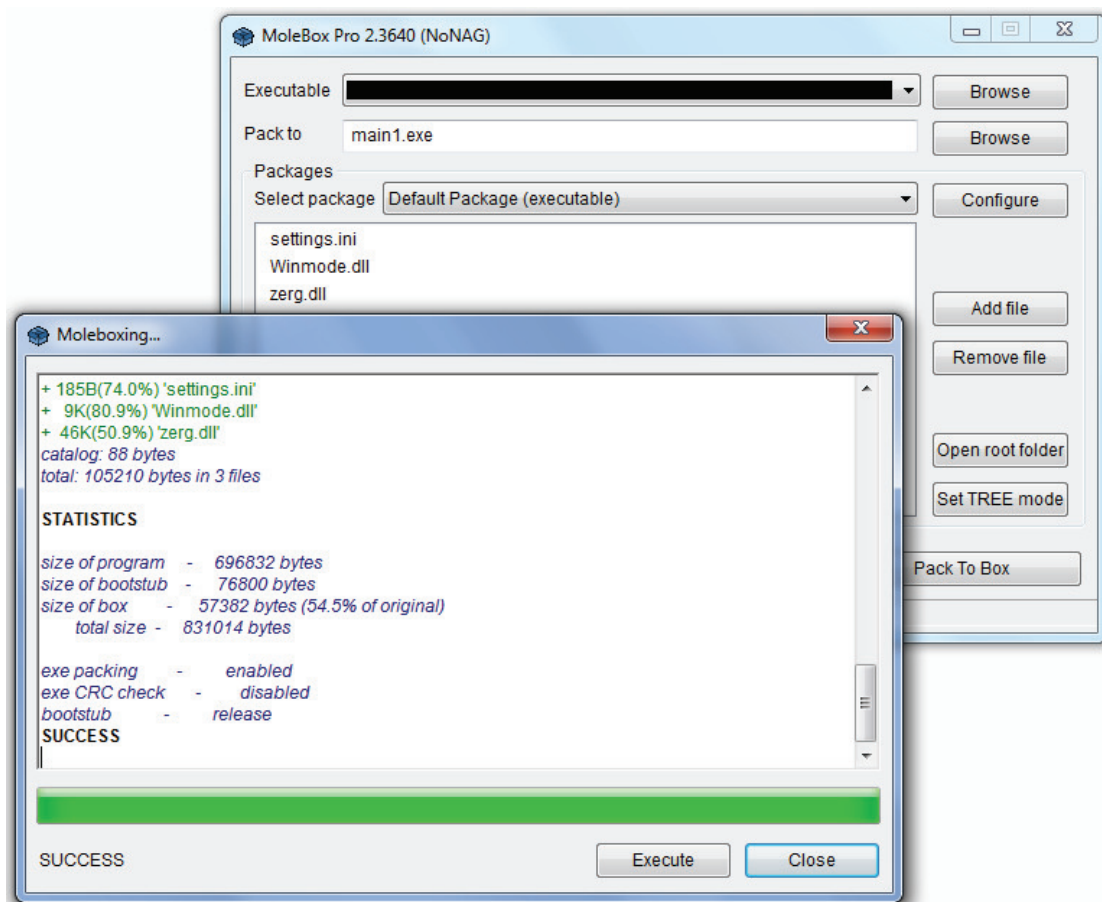 MoleBox Pro 2.3640 (NoNAG)
Executable Browse
Pack to main1.exe Browse
Packages
Select package Default Package (executable) Configure
settings.ini
Winmode.dll
zerg.dll
Add file
Remove file
Open root folder
Set TREE mode
Pack To Box
Moleboxing...
+ 185B(74.0%) 'settings.ini'
+ 9K(80.9%) 'Winmode.dll'
+ 46K(50.9%) 'zerg.dll'
catalog: 88 bytes
total: 105210 bytes in 3 files
STATISTICS
size of program - 696832 bytes
size of bootstub - 76800 bytes
size of box - 57382 bytes (54.5% of original)
total size - 831014 bytes
exe packing - enabled
exe CRC check - disabled
bootstub - release
SUCCESS
SUCCESS Execute Close